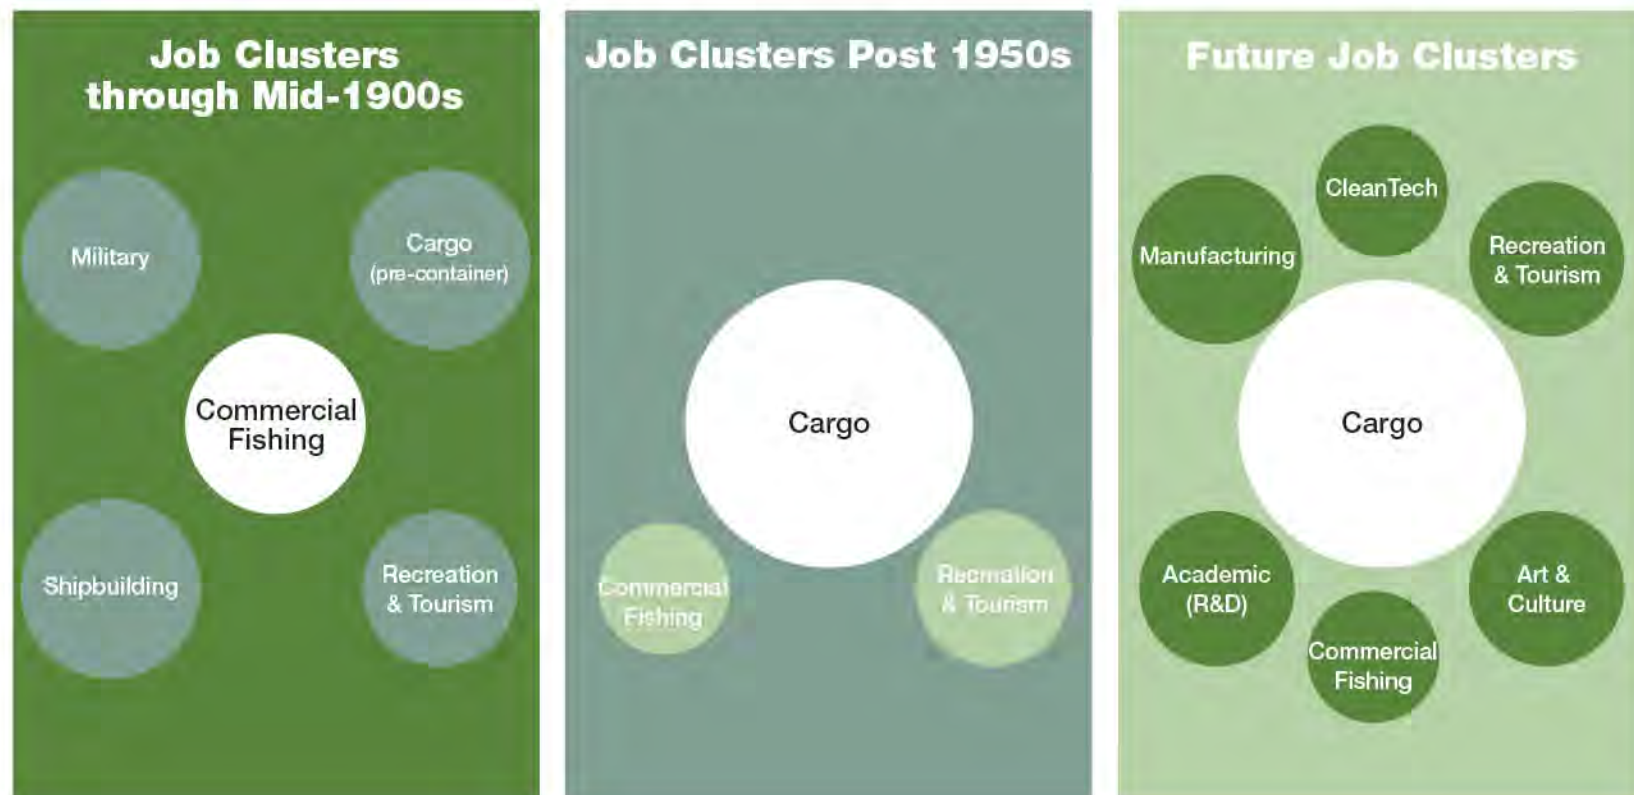 Job Clusters
through Mid-1900s
Military
Cargo
(pre-container)
Commercial
Fishing
Shipbuilding
Recreation
& Tourism
Job Clusters Post 1950s
Cargo
Commercial
Fishing
Recreation
& Tourism
Future Job Clusters
CleanTech
Manufacturing
Recreation
& Tourism
Cargo
Academic
(R&D)
Art &
Culture
Commercial
Fishing